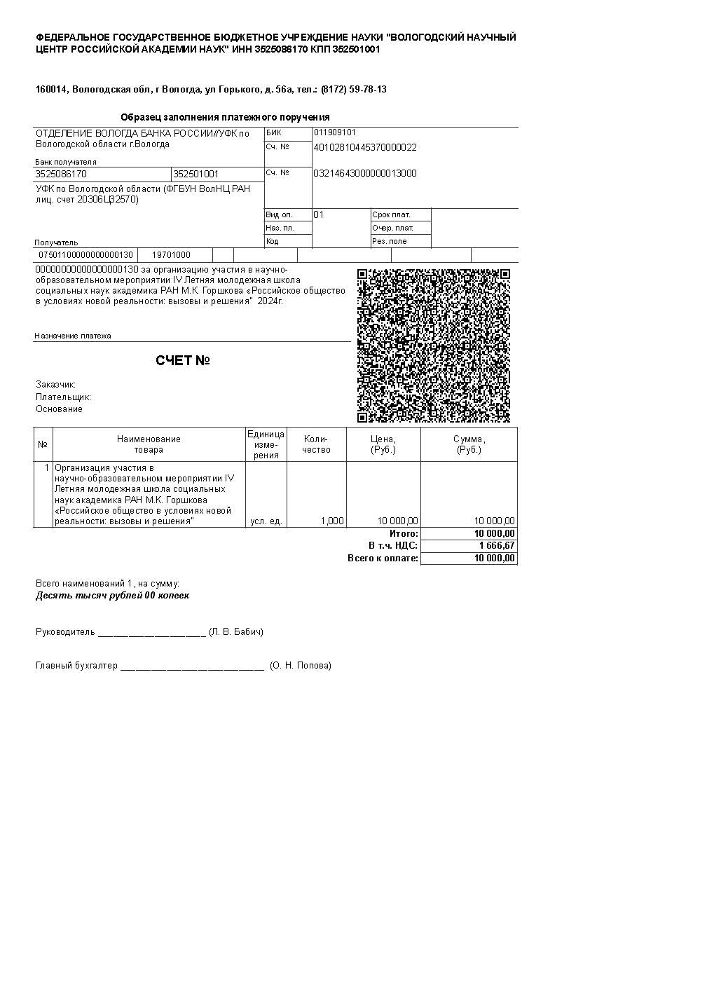 ФЕДЕРАЛЬНОЕ ГОСУДАРСТВЕННОЕ БЮДЖЕТНОЕ УЧРЕЖДЕНИЕ НАУКИ "ВОЛОГОДСКИЙ НАУЧНЫЙ
ЦЕНТР РОССИЙСКОЙ АКАДЕМИИ НАУК" ИНН 3525086170 КПП 352501001
160014, Вологодская обл, г Вологда, ул Горького, д. 56а, тел.: (8172) 59-78-13
Образец заполнения платежного поручения
ОТДЕЛЕНИЕ ВОЛОГДА БАНКА РОССИИ//УФК по
Вологодской области г.Вологда
Банк получателя
БИК 011909101
Сч. № 40102810445370000022
3525086170 352501001 Сч. № 03214643000000013000
УФК по Вологодской области (ФГБУН ВолНЦ РАН
лиц. счет 20306Ц32570)
Получатель
Вид оп. 01 Срок плат.
Наз. пл. Очер. плат.
Код Рез. поле
07501100000000000130 19701000
00000000000000000130 за организацию участия в научно-
образовательном мероприятии IV Летняя молодежная школа
социальных наук академика РАН М.К. Горшкова «Российское общество
в условиях новой реальности: вызовы и решения" 2024г.
Назначение платежа
СЧЕТ №
Заказчик:
Плательщик:
Основание
№ Наименование товара Единица изме-рения Коли-чество Цена, (Руб.) Сумма, (Руб.)
1 Организация участия в
научно-образовательном мероприятии IV
Летняя молодежная школа социальных
наук академика РАН М.К. Горшкова
«Российское общество в условиях новой
реальности: вызовы и решения" усл. ед. 1,000 10 000,00 10 000,00
Итого: 10 000,00
В т.ч. НДС: 1 666,67
Всего к оплате: 10 000,00
Всего наименований 1, на сумму:
Десять тысяч рублей 00 копеек
Руководитель ______________________ (Л. В. Бабич)
Главный бухгалтер _____________________________ (О. Н. Попова)